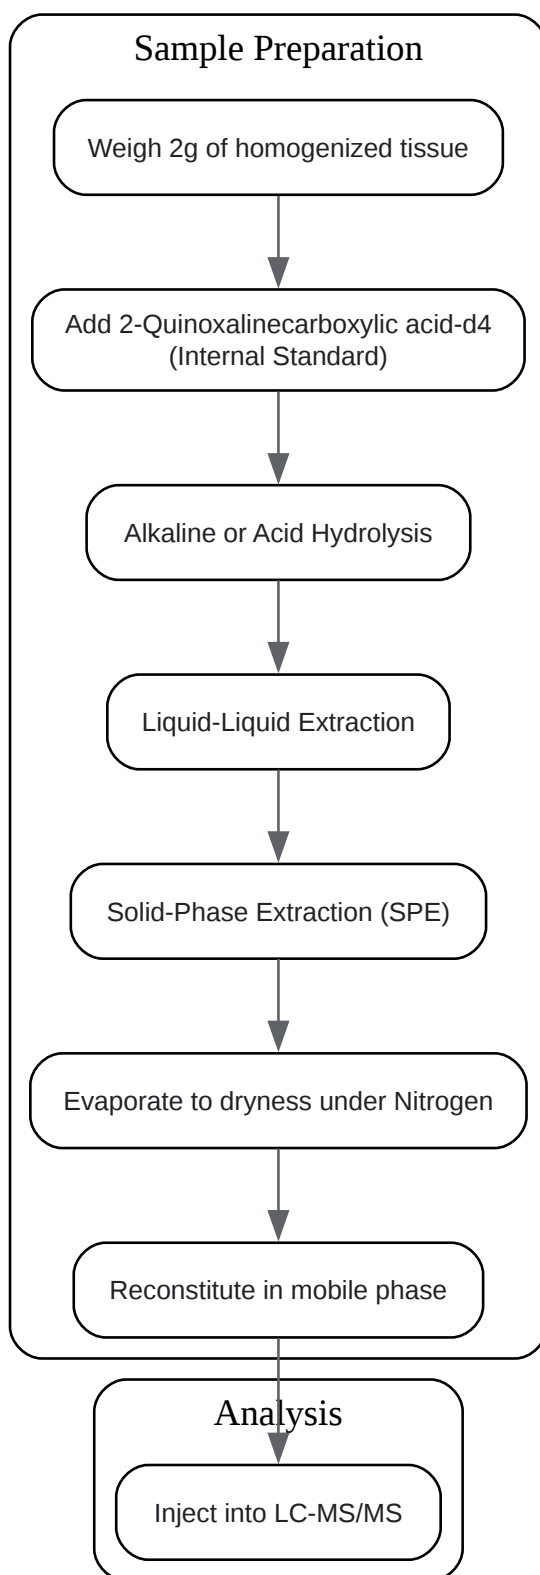 Sample Preparation
Weigh 2g of homogenized tissue
Add 2-Quinoxalinecarboxylic acid-d4
(Internal Standard)
Alkaline or Acid Hydrolysis
Liquid-Liquid Extraction
Solid-Phase Extraction (SPE)
Evaporate to dryness under Nitrogen
Reconstitute in mobile phase
Analysis
Inject into LC-MS/MS